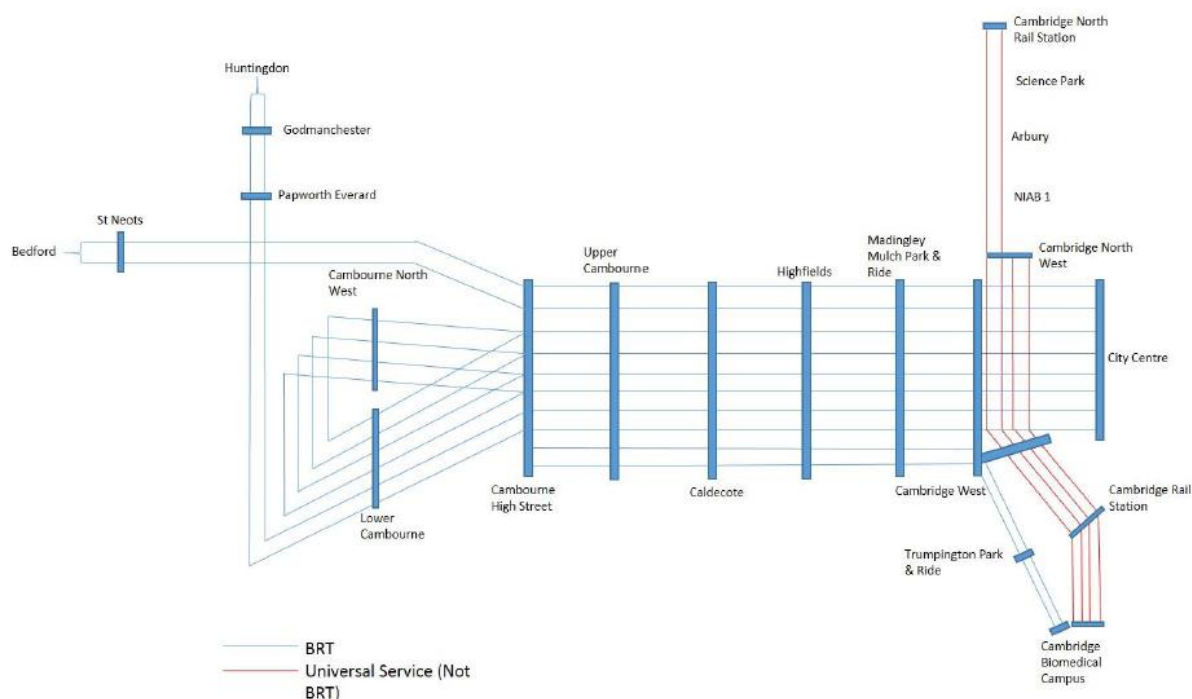 Cambridge North
Rail Station
Huntingdon
Science Park
Godmanchester
Arbury
Papworth Everard
NIAB 1
St Neots
Bedford
Upper
Cambourne
Madingley
Mulch Park &
Ride
Cambridge North
West
Cambourne North
West
Highfields
City Centre
Cambourne
High Street
Caldecote
Cambridge West
Cambridge Rail
Station
Lower
Cambourne
Trumpington Park
& Ride
Cambridge
Biomedical
Campus
BRT
Universal Service (Not
BRT)